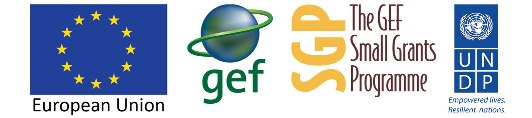 European Union
gef
SGP
The GEF
Small Grants
Programme
U N
D P
Empowered lives.
Resilient nations.